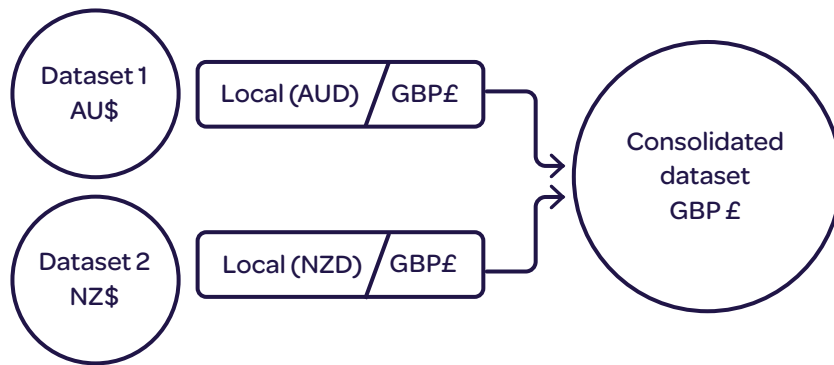 Dataset 1
AU$
Local (AUD) / GBP£
Dataset 2
NZ$
Local (NZD) / GBP£
Consolidated
dataset
GBP £